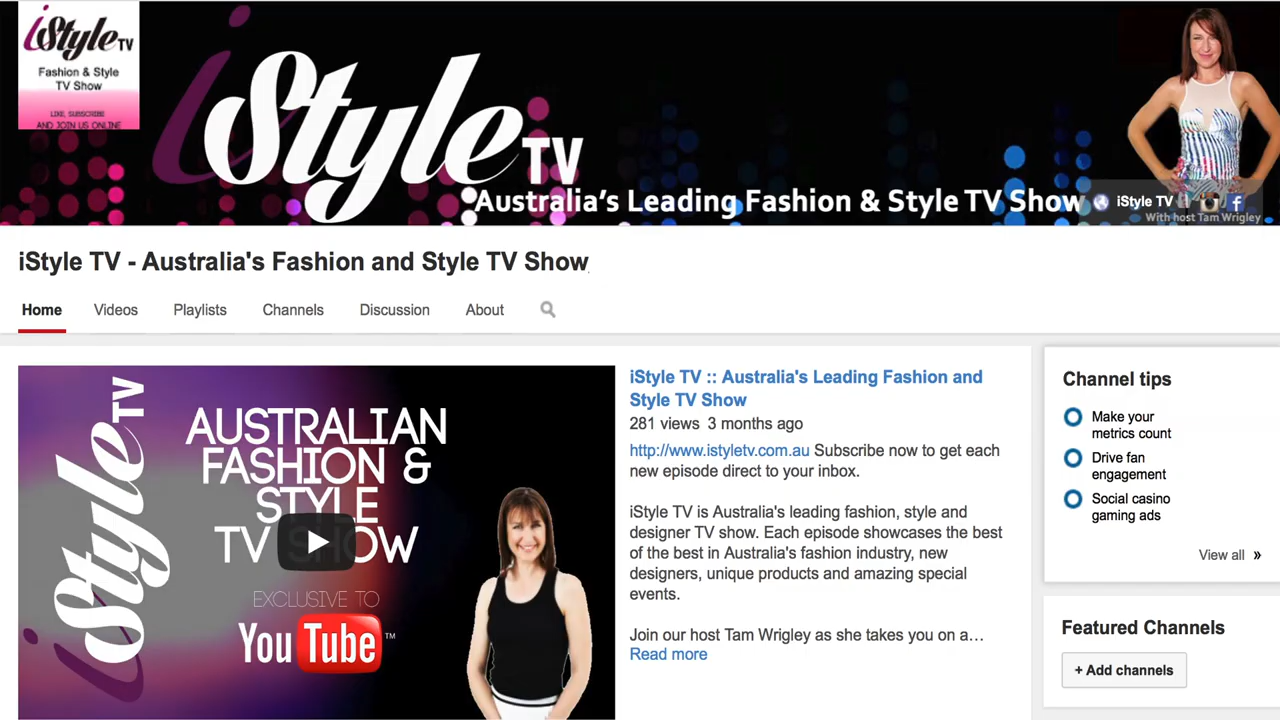 iStyle TV
Fashion & Style
TV Show
LIKE, SUBSCRIBE
AND JOIN US ONLINE
iStyle TV
Australia's Leading Fashion & Style TV Show
iStyle TV
With host Tam Wrigley
iStyle TV - Australia's Fashion and Style TV Show
Home Videos Playlists Channels Discussion About
iStyle TV
AUSTRALIAN
FASHION &
STYLE
TV SHOW
EXCLUSIVE TO
YouTube™
iStyle TV :: Australia's Leading Fashion and
Style TV Show
281 views 3 months ago
http://www.istyletv.com.au Subscribe now to get each
new episode direct to your inbox.
iStyle TV is Australia's leading fashion, style and
designer TV show. Each episode showcases the best
of the best in Australia's fashion industry, new
designers, unique products and amazing special
events.
Join our host Tam Wrigley as she takes you on a…
Read more
Channel tips
Make your
metrics count
Drive fan
engagement
Social casino
gaming ads
View all »
Featured Channels
+ Add channels